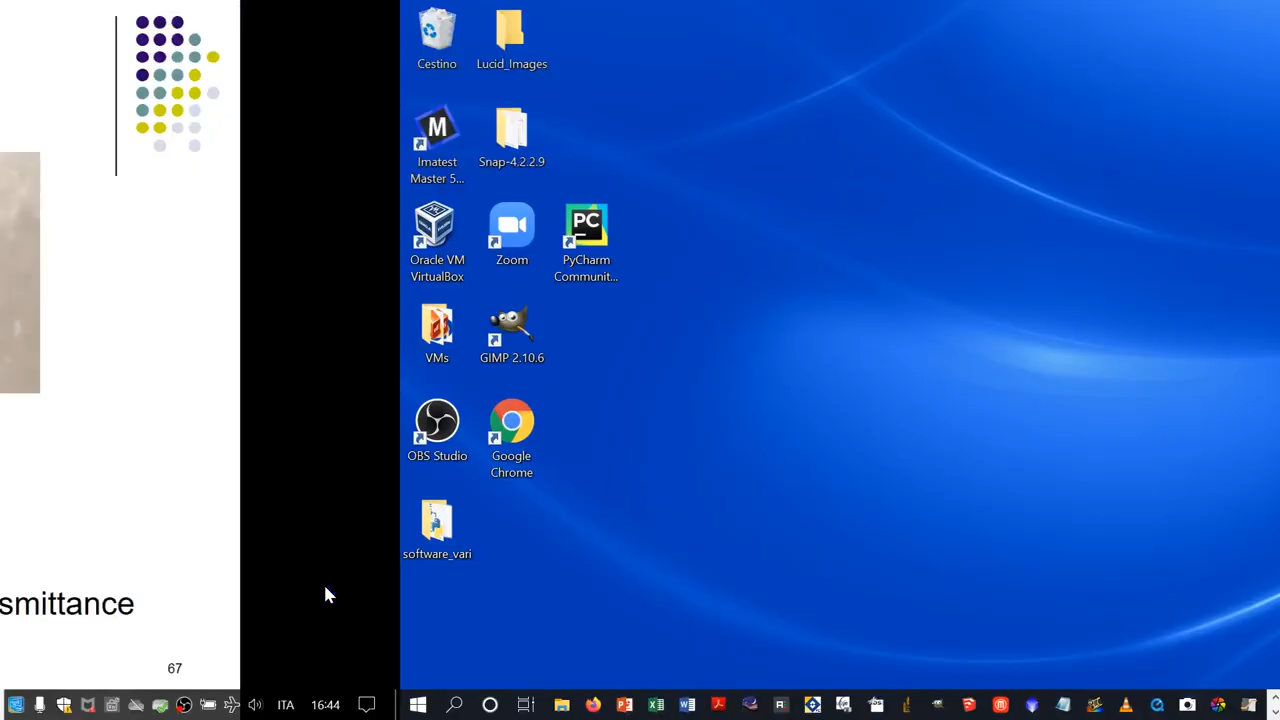 smittance
67
ITA
16:44
Cestino
Lucid_Images
M
Imatest
Master 5...
Snap-4.2.2.9
Oracle VM
VirtualBox
Zoom
PC
PyCharm
Communit...
VMs
GIMP 2.10.6
OBS Studio
Google
Chrome
software_vari